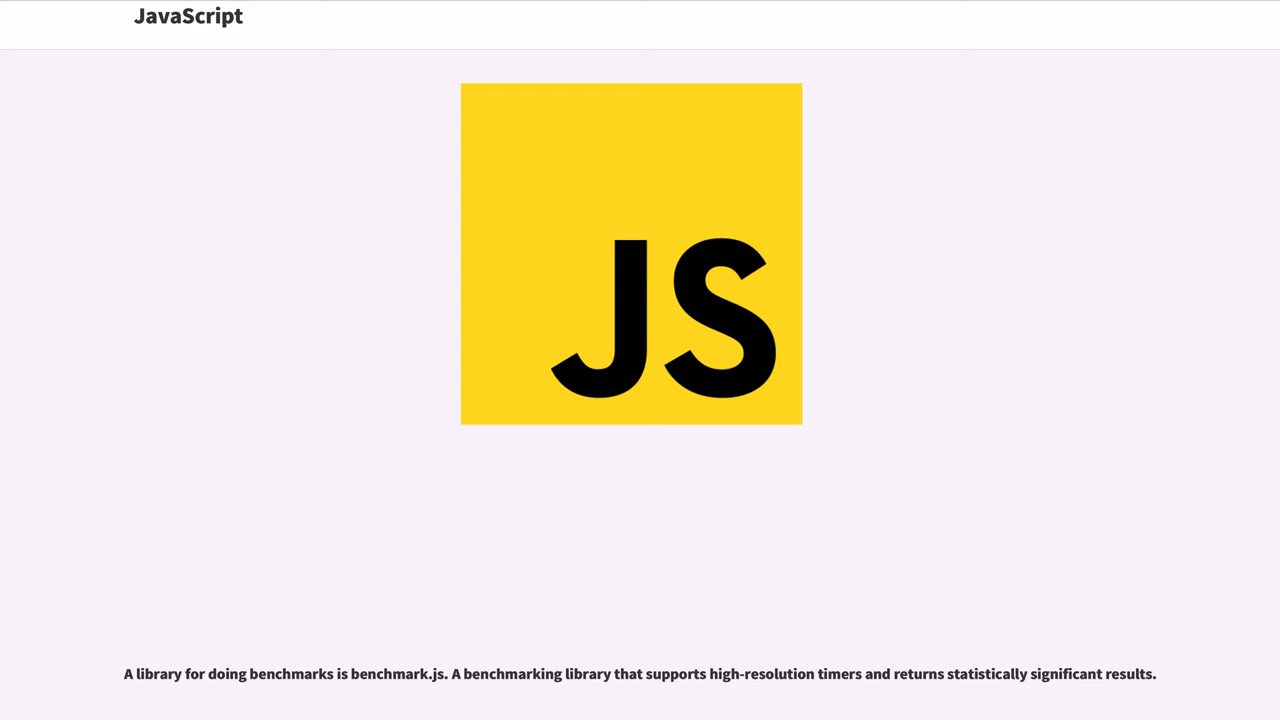 JavaScript
JS
A library for doing benchmarks is benchmark.js. A benchmarking library that supports high-resolution timers and returns statistically significant results.